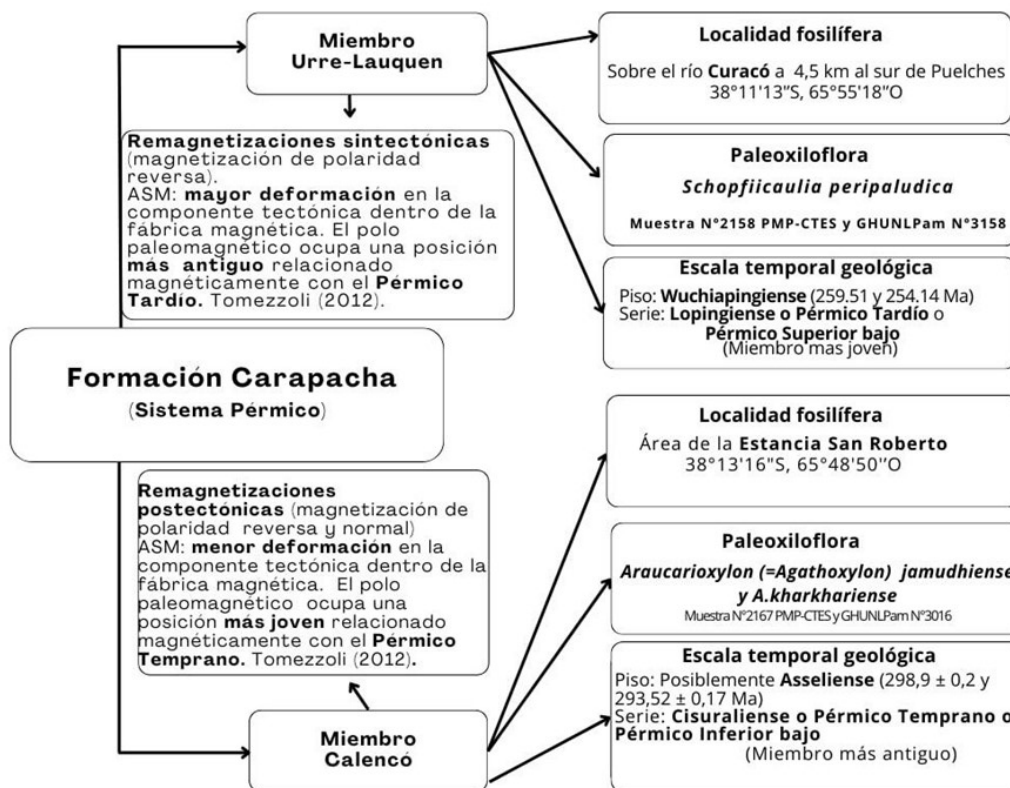 Miembro
Urre-Lauquen
Remagnetizaciones sintectónicas
(magnetización de polaridad
reversa).
ASM: mayor deformación en la
componente tectónica dentro de la
fábrica magnética. El polo
paleomagnético ocupa una posición
más antiguo relacionado
magnéticamente con el Pérmico
Tardío. Tomezzoli (2012).
Localidad fosilífera
Sobre el río Curacó a 4,5 km al sur de Puelches
38°11'13"S, 65°55'18"O
Paleoxiloflora
Schopfiicaulia peripaludica
Muestra N°2158 PMP-CTES y GHUNLPam N°3158
Escala temporal geológica
Piso: Wuchiapingiense (259.51 y 254.14 Ma)
Serie: Lopingiense o Pérmico Tardío o
Pérmico Superior bajo
(Miembro mas joven)
Formación Carapacha
(Sistema Pérmico)
Remagnetizaciones
postectónicas (magnetización de
polaridad reversa y normal)
ASM: menor deformación en la
componente tectónica dentro de la
fábrica magnética. El polo
paleomagnético ocupa una
posición más joven relacionado
magnéticamente con el Pérmico
Temprano. Tomezzoli (2012).
Miembro
Calencó
Localidad fosilífera
Área de la Estancia San Roberto
38°13'16"S, 65°48'50''O
Paleoxiloflora
Araucarioxylon (=Agathoxylon) jamudhiense
y A.kharkhariense
Muestra N°2167 PMP-CTES y GHUNLPam N°3016
Escala temporal geológica
Piso: Posiblemente Asseliense (298,9 ± 0,2 y
293,52 ± 0,17 Ma)
Serie: Cisuraliense o Pérmico Temprano o
Pérmico Inferior bajo
(Miembro más antiguo)